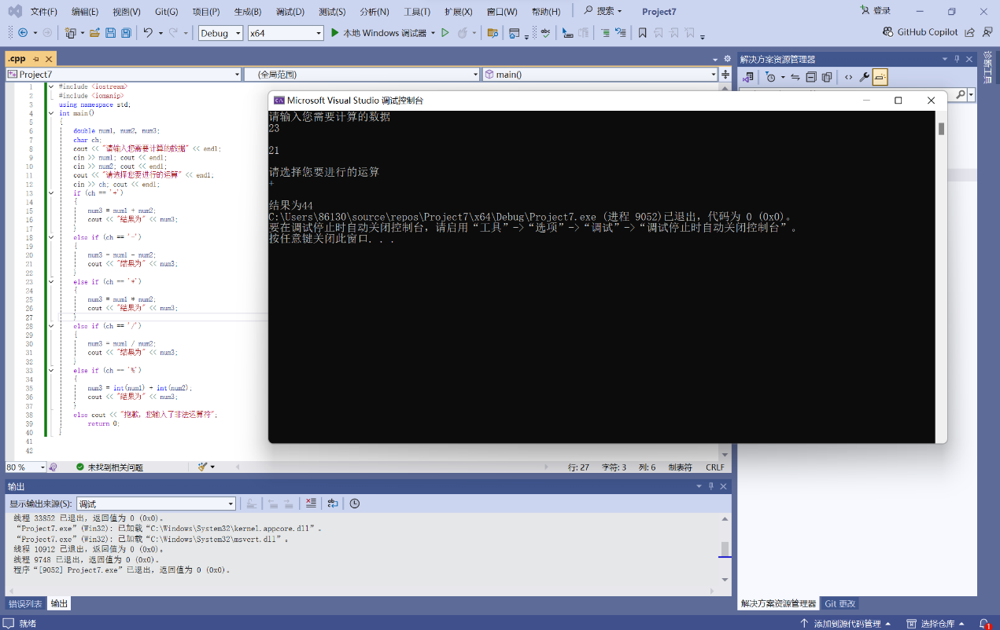 文件(F) 编辑(E) 视图(V) Git(G) 项目(P) 生成(B) 调试(D) 测试(S) 分析(N) 工具(T) 扩展(X) 窗口(W) 帮助(H) 搜索 Project7 登录
Debug x64 本地 Windows 调试器 GitHub Copilot
.cpp
Project7 (全局范围) main()
1 #include <iostream>
2 #include <iomanip>
3 using namespace std;
4 int main()
5 {
6 double num1, num2, num3;
7 char ch;
8 cout << "请输入您需要计算的数据" << endl;
9 cin >> num1; cout << endl;
10 cin >> num2; cout << endl;
11 cout << "请选择您要进行的运算" << endl;
12 cin >> ch; cout << endl;
13 if (ch == '+')
14 {
15 num3 = num1 + num2;
16 cout << "结果为" << num3;
17 }
18 else if (ch == '-')
19 {
20 num3 = num1 - num2;
21 cout << "结果为" << num3;
22 }
23 else if (ch == '*')
24 {
25 num3 = num1 * num2;
26 cout << "结果为" << num3;
27 }
28 else if (ch == '/')
29 {
30 num3 = num1 / num2;
31 cout << "结果为" << num3;
32 }
33 else if (ch == '%')
34 {
35 num3 = int(num1) + int(num2);
36 cout << "结果为" << num3;
37 }
38 else cout << "抱歉，您输入了非法运算符";
39 return 0;
40 }
41
42
Microsoft Visual Studio 调试控制台
请输入您需要计算的数据
23
21
请选择您要进行的运算
+
结果为44
C:\Users\86130\source\repos\Project7\x64\Debug\Project7.exe (进程 9052)已退出，代码为 0 (0x0)。
要在调试停止时自动关闭控制台，请启用“工具”->“选项”->“调试”->“调试停止时自动关闭控制台”。
按任意键关闭此窗口. . .
解决方案资源管理器
诊断工具
80 % 未找到相关问题 行: 27 字符: 3 列: 6 制表符 CRLF
输出
显示输出来源(S): 调试
线程 33852 已退出，返回值为 0 (0x0)。
“Project7.exe”(Win32): 已加载“C:\Windows\System32\kernel.appcore.dll”。
“Project7.exe”(Win32): 已加载“C:\Windows\System32\msvcrt.dll”。
线程 10912 已退出，返回值为 0 (0x0)。
线程 9748 已退出，返回值为 0 (0x0)。
程序“[9052] Project7.exe”已退出，返回值为 0 (0x0)。
错误列表 输出
解决方案资源管理器 Git 更改
就绪 添加到源代码管理 选择仓库 1